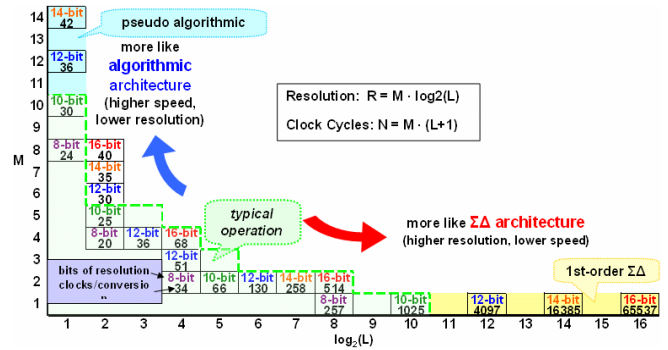 14
14-bit
42
pseudo algorithmic
13
12
12-bit
36
more like
algorithmic
architecture
(higher speed,
lower resolution)
11
10
10-bit
30
9
Resolution: R = M · log2(L)
Clock Cycles: N = M · (L+1)
M
8
8-bit
24
16-bit
40
7
14-bit
35
6
12-bit
30
5
10-bit
25
4
8-bit
20
12-bit
36
16-bit
68
typical
operation
more like ΣΔ architecture
(higher resolution, lower speed)
3
12-bit
51
bits of resolution
clocks/conversio
n
2
8-bit
34
10-bit
66
12-bit
130
14-bit
258
16-bit
514
1st-order ΣΔ
1
8-bit
257
10-bit
1025
12-bit
4097
14-bit
16385
16-bit
65537
1 2 3 4 5 6 7 8 9 10 11 12 13 14 15 16
log2(L)